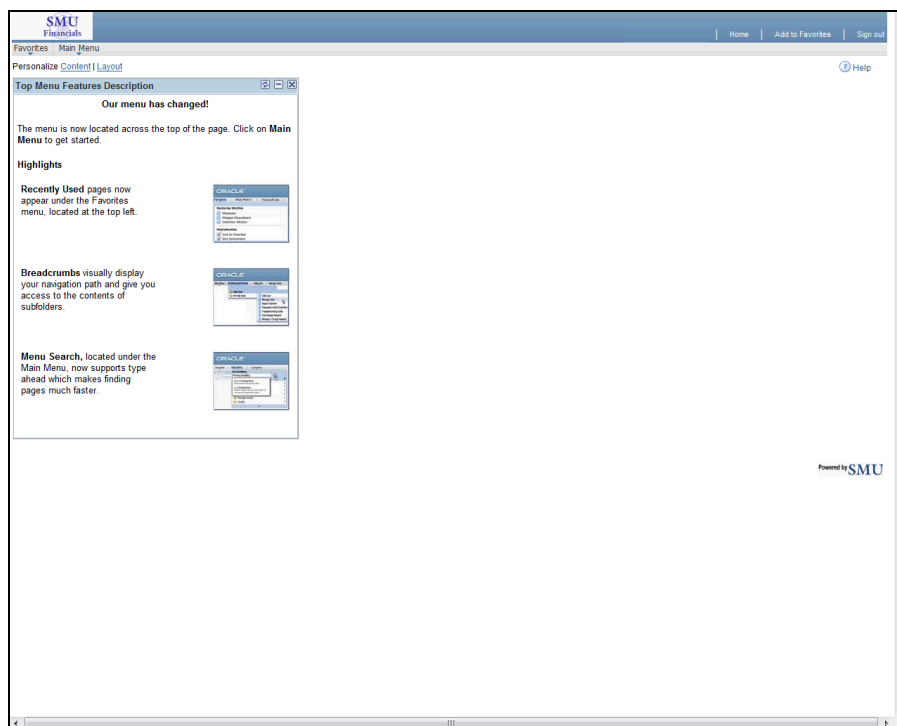 SMU
Financials
Home | Add to Favorites | Sign out
Favorites Main Menu
Personalize Content | Layout
Help
Top Menu Features Description
Our menu has changed!
The menu is now located across the top of the page. Click on Main
Menu to get started.
Highlights
Recently Used pages now
appear under the Favorites
menu, located at the top left.
ORACLE
Breadcrumbs visually display
your navigation path and give you
access to the contents of
subfolders.
ORACLE
Menu Search, located under the
Main Menu, now supports type
ahead which makes finding
pages much faster.
ORACLE
Powered by SMU